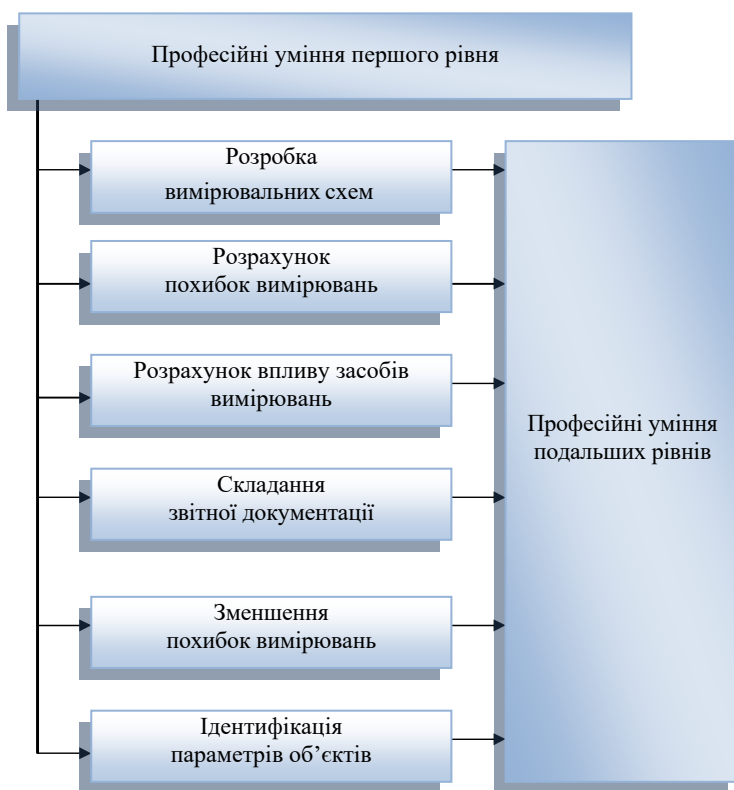 Професійні уміння першого рівня
Розробка
вимірювальних схем
Розрахунок
похибок вимірювань
Розрахунок впливу засобів
вимірювань
Складання
звітної документації
Зменшення
похибок вимірювань
Ідентифікація
параметрів об’єктів
Професійні уміння
подальших рівнів